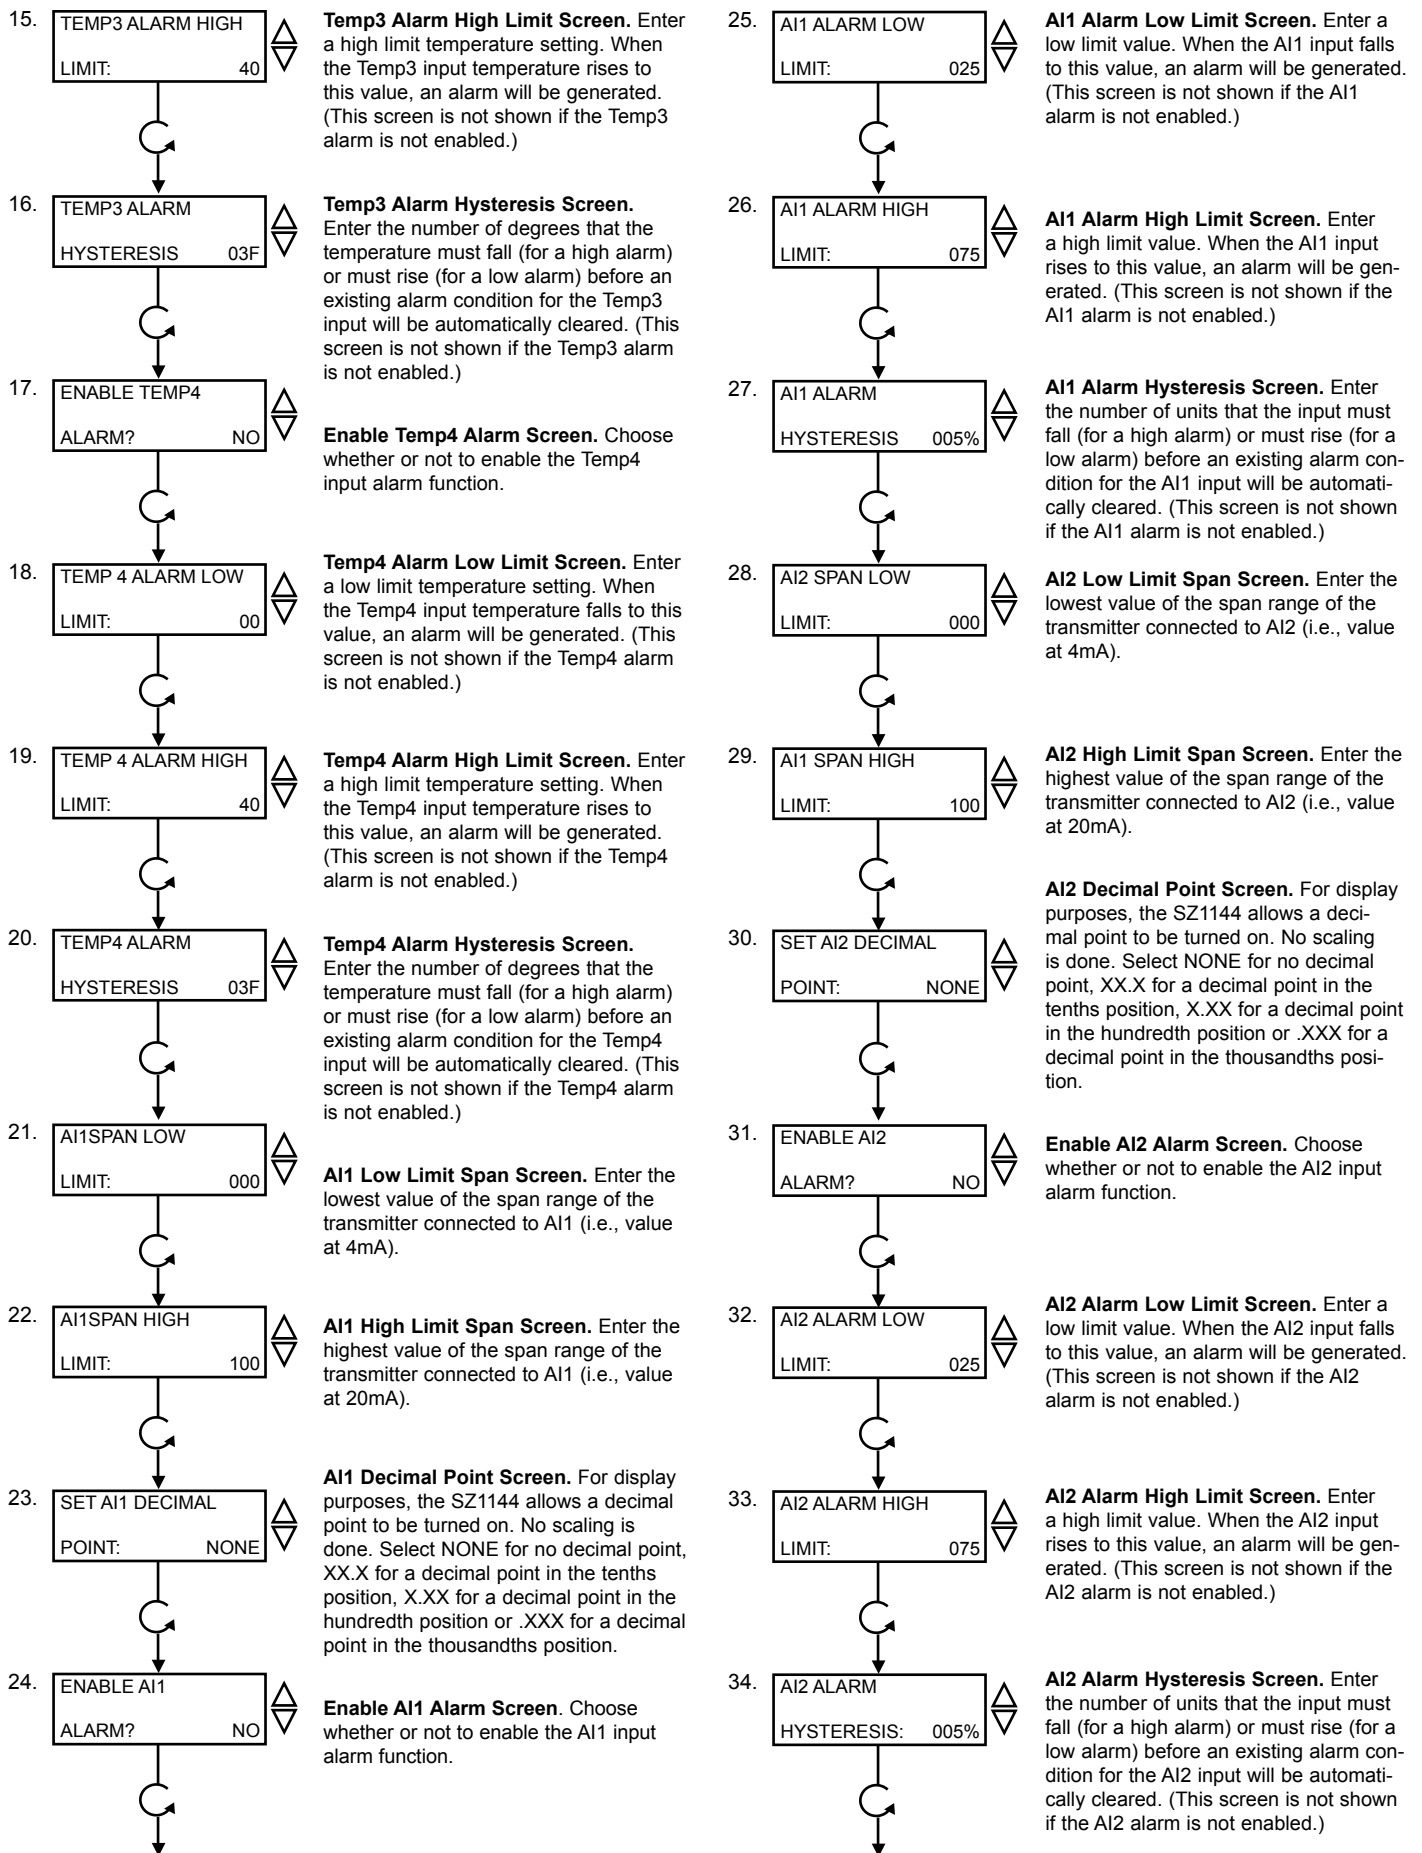 15.
TEMP3 ALARM HIGH
LIMIT: 40
Temp3 Alarm High Limit Screen. Enter
a high limit temperature setting. When
the Temp3 input temperature rises to
this value, an alarm will be generated.
(This screen is not shown if the Temp3
alarm is not enabled.)
16.
TEMP3 ALARM
HYSTERESIS 03F
Temp3 Alarm Hysteresis Screen.
Enter the number of degrees that the
temperature must fall (for a high alarm)
or must rise (for a low alarm) before an
existing alarm condition for the Temp3
input will be automatically cleared. (This
screen is not shown if the Temp3 alarm
is not enabled.)
17.
ENABLE TEMP4
ALARM? NO
Enable Temp4 Alarm Screen. Choose
whether or not to enable the Temp4
input alarm function.
18.
TEMP 4 ALARM LOW
LIMIT: 00
Temp4 Alarm Low Limit Screen. Enter
a low limit temperature setting. When
the Temp4 input temperature falls to this
value, an alarm will be generated. (This
screen is not shown if the Temp4 alarm
is not enabled.)
19.
TEMP 4 ALARM HIGH
LIMIT: 40
Temp4 Alarm High Limit Screen. Enter
a high limit temperature setting. When
the Temp4 input temperature rises to
this value, an alarm will be generated.
(This screen is not shown if the Temp4
alarm is not enabled.)
20.
TEMP4 ALARM
HYSTERESIS 03F
Temp4 Alarm Hysteresis Screen.
Enter the number of degrees that the
temperature must fall (for a high alarm)
or must rise (for a low alarm) before an
existing alarm condition for the Temp4
input will be automatically cleared. (This
screen is not shown if the Temp4 alarm
is not enabled.)
21.
AI1SPAN LOW
LIMIT: 000
AI1 Low Limit Span Screen. Enter the
lowest value of the span range of the
transmitter connected to AI1 (i.e., value
at 4mA).
22.
AI1SPAN HIGH
LIMIT: 100
AI1 High Limit Span Screen. Enter the
highest value of the span range of the
transmitter connected to AI1 (i.e., value
at 20mA).
23.
SET AI1 DECIMAL
POINT: NONE
AI1 Decimal Point Screen. For display
purposes, the SZ1144 allows a decimal
point to be turned on. No scaling is
done. Select NONE for no decimal point,
XX.X for a decimal point in the tenths
position, X.XX for a decimal point in the
hundredth position or .XXX for a decimal
point in the thousandths position.
24.
ENABLE AI1
ALARM? NO
Enable AI1 Alarm Screen. Choose
whether or not to enable the AI1 input
alarm function.
25.
AI1 ALARM LOW
LIMIT: 025
AI1 Alarm Low Limit Screen. Enter a
low limit value. When the AI1 input falls
to this value, an alarm will be generated.
(This screen is not shown if the AI1
alarm is not enabled.)
26.
AI1 ALARM HIGH
LIMIT: 075
AI1 Alarm High Limit Screen. Enter
a high limit value. When the AI1 input
rises to this value, an alarm will be gen-
erated. (This screen is not shown if the
AI1 alarm is not enabled.)
27.
AI1 ALARM
HYSTERESIS 005%
AI1 Alarm Hysteresis Screen. Enter
the number of units that the input must
fall (for a high alarm) or must rise (for a
low alarm) before an existing alarm con-
dition for the AI1 input will be automati-
cally cleared. (This screen is not shown
if the AI1 alarm is not enabled.)
28.
AI2 SPAN LOW
LIMIT: 000
AI2 Low Limit Span Screen. Enter the
lowest value of the span range of the
transmitter connected to AI2 (i.e., value
at 4mA).
29.
AI1 SPAN HIGH
LIMIT: 100
AI2 High Limit Span Screen. Enter the
highest value of the span range of the
transmitter connected to AI2 (i.e., value
at 20mA).
30.
SET AI2 DECIMAL
POINT: NONE
AI2 Decimal Point Screen. For display
purposes, the SZ1144 allows a deci-
mal point to be turned on. No scaling
is done. Select NONE for no decimal
point, XX.X for a decimal point in the
tenths position, X.XX for a decimal point
in the hundredth position or .XXX for a
decimal point in the thousandths posi-
tion.
31.
ENABLE AI2
ALARM? NO
Enable AI2 Alarm Screen. Choose
whether or not to enable the AI2 input
alarm function.
32.
AI2 ALARM LOW
LIMIT: 025
AI2 Alarm Low Limit Screen. Enter a
low limit value. When the AI2 input falls
to this value, an alarm will be generated.
(This screen is not shown if the AI2
alarm is not enabled.)
33.
AI2 ALARM HIGH
LIMIT: 075
AI2 Alarm High Limit Screen. Enter
a high limit value. When the AI2 input
rises to this value, an alarm will be gen-
erated. (This screen is not shown if the
AI2 alarm is not enabled.)
34.
AI2 ALARM
HYSTERESIS: 005%
AI2 Alarm Hysteresis Screen. Enter
the number of units that the input must
fall (for a high alarm) or must rise (for a
low alarm) before an existing alarm con-
dition for the AI2 input will be automati-
cally cleared. (This screen is not shown
if the AI2 alarm is not enabled.)